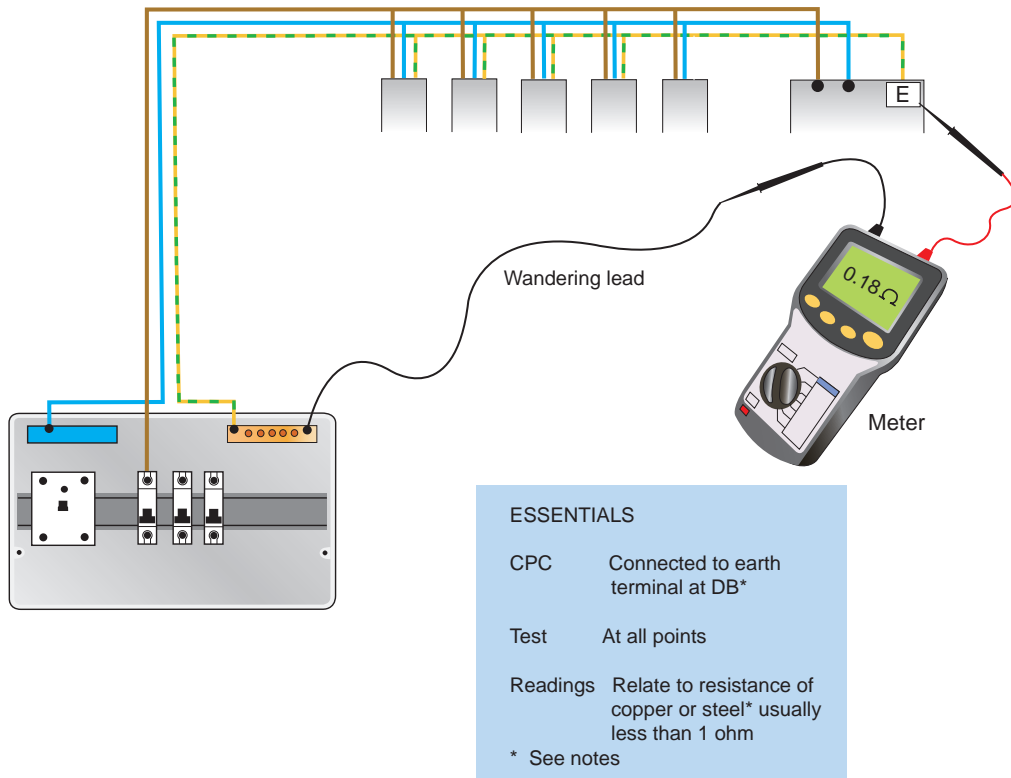 E
Wandering lead
0.18Ω
Meter
ESSENTIALS
CPC Connected to earth
terminal at DB*
Test At all points
Readings Relate to resistance of
copper or steel* usually
less than 1 ohm
* See notes